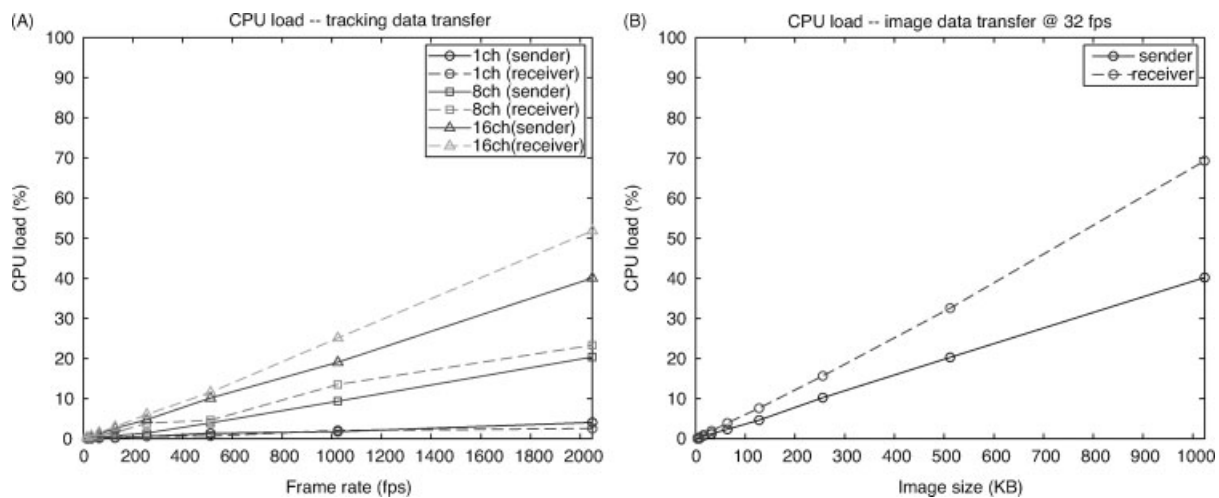 (A)
CPU load -- tracking data transfer
CPU load (%)
100
90
80
70
60
50
40
30
20
10
0
1ch (sender)
1ch (receiver)
8ch (sender)
8ch (receiver)
16ch(sender)
16ch(receiver)
0 200 400 600 800 1000 1200 1400 1600 1800 2000
Frame rate (fps)
(B)
CPU load -- image data transfer @ 32 fps
CPU load (%)
100
90
80
70
60
50
40
30
20
10
0
sender
receiver
0 100 200 300 400 500 600 700 800 900 1000
Image size (KB)